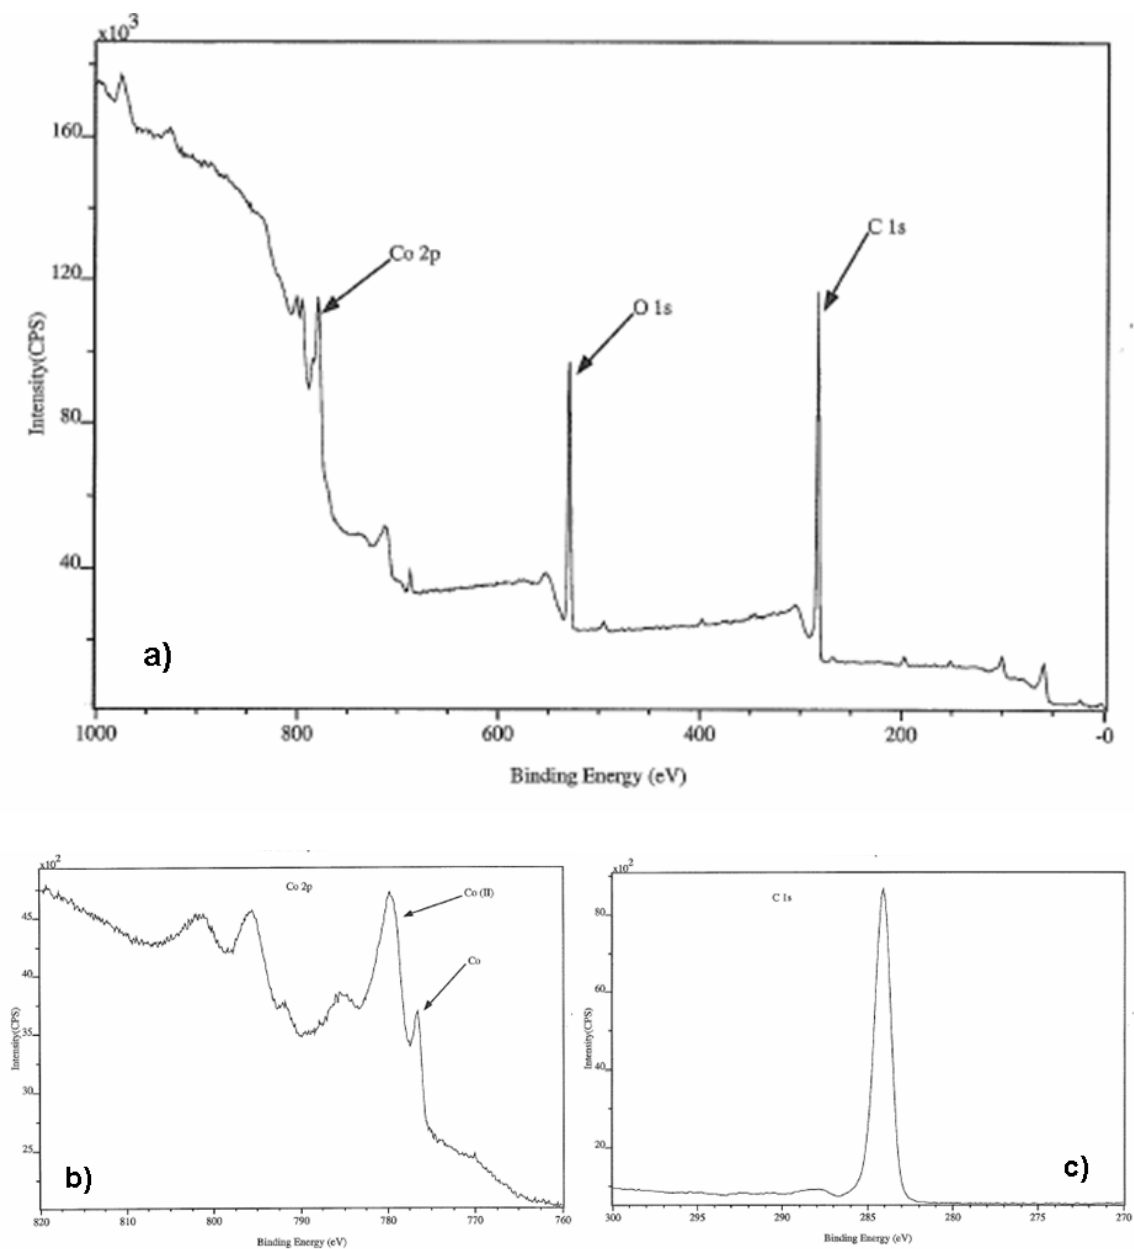 x10³
160
120
80
40
Intensity(CPS)
Co 2p
O 1s
C 1s
a)
1000 800 600 400 200 -0
Binding Energy (eV)
x10²
Co 2p
Co (II)
Co
45
40
35
30
25
Intensity(CPS)
b)
820 810 800 790 780 770 760
Binding Energy (eV)
x10²
C 1s
80
60
40
20
Intensity(CPS)
c)
300 295 290 285 280 275 270
Binding Energy (eV)